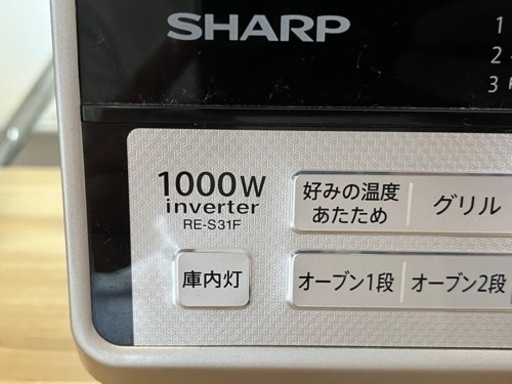 SHARP
1
2
3
1000W
inverter
RE-S31F
好みの温度
あたため
グリル
庫内灯
オーブン1段
オーブン2段